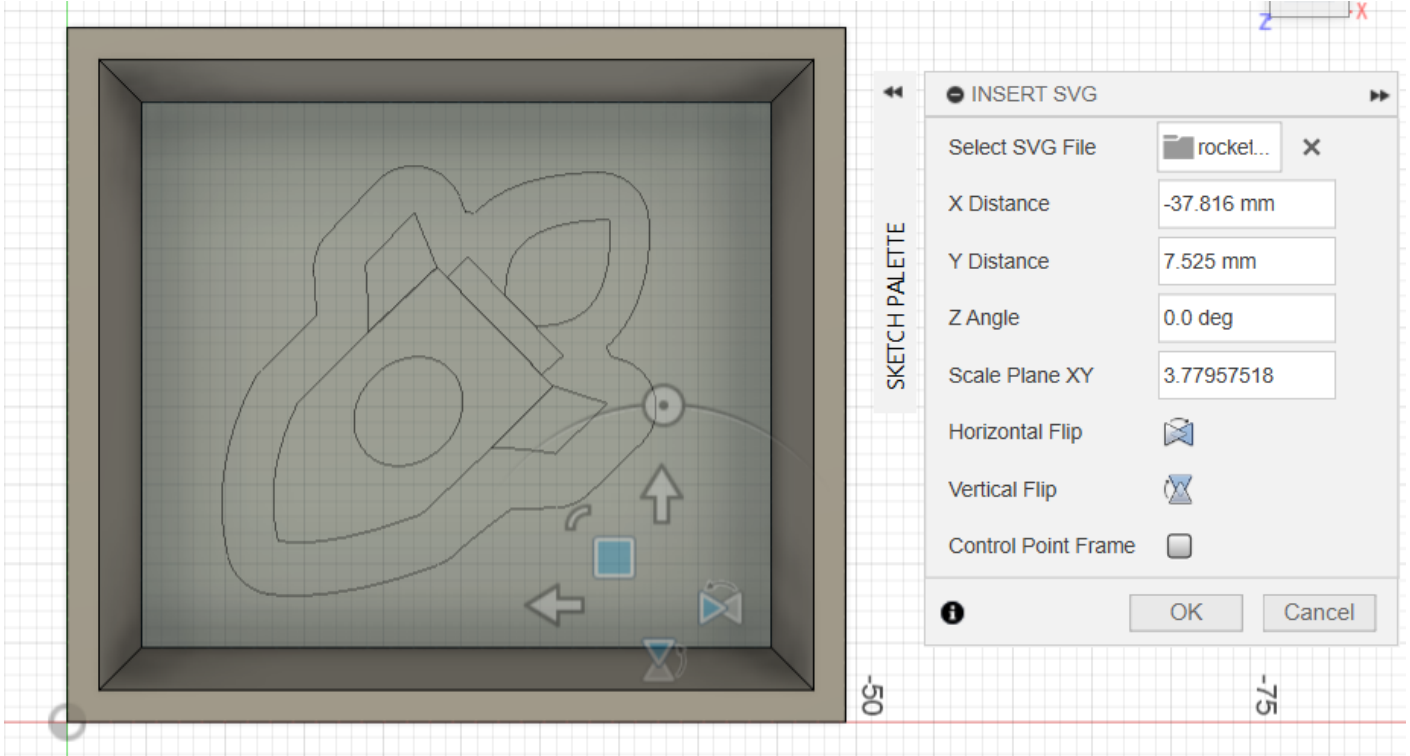 Z
X
INSERT SVG
Select SVG File
rocket...
X Distance
-37.816 mm
Y Distance
7.525 mm
Z Angle
0.0 deg
Scale Plane XY
3.77957518
Horizontal Flip
Vertical Flip
Control Point Frame
OK
Cancel
SKETCH PALETTE
-50
-75